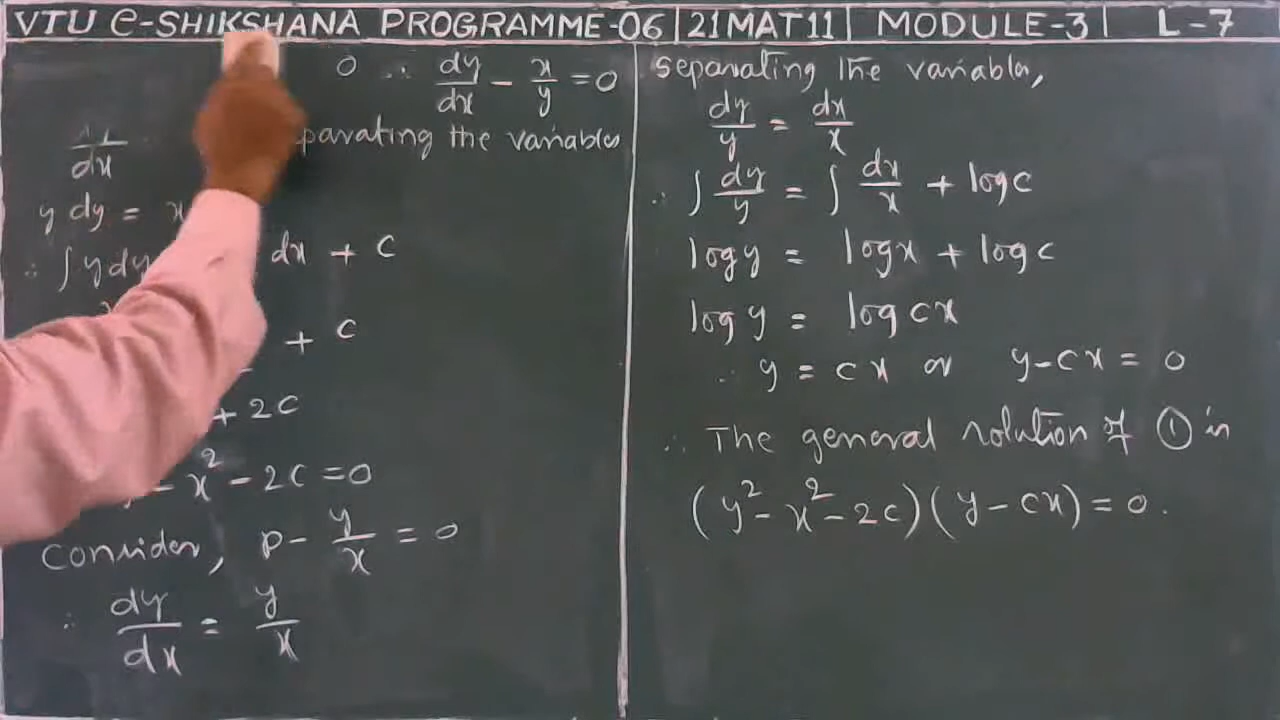 VTU e-SHIKSHANA PROGRAMME-06 | 21MAT11 | MODULE-3 | L-7
0 ∴ dy/dx - x/y = 0
/dx
the variables
y dy = x
∴ ∫ y dy dx + c
+ c
+ 2c
- x² - 2c = 0
Consider, p - y/x = 0
∴ dy/dx = y/x
separating the variables,
dy/y = dx/x
∴ ∫ dy/y = ∫ dx/x + log c
log y = log x + log c
log y = log cx
∴ y = cx or y - cx = 0
∴ The general solution of ① is
(y² - x² - 2c)(y - cx) = 0.